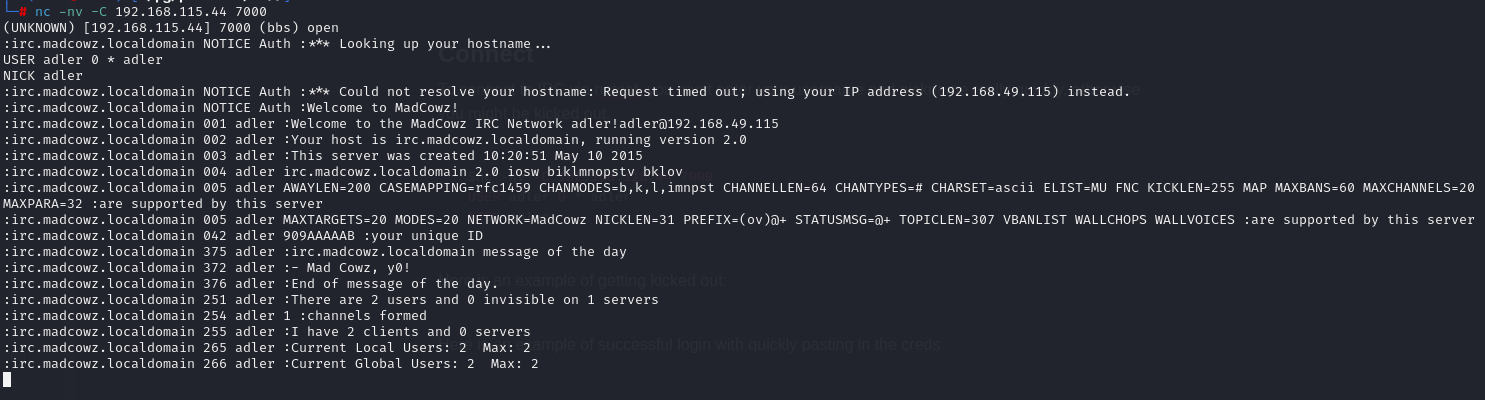 └─# nc -nv -C 192.168.115.44 7000
(UNKNOWN) [192.168.115.44] 7000 (bbs) open
:irc.madcowz.localdomain NOTICE Auth :*** Looking up your hostname...
USER adler 0 * adler
NICK adler
:irc.madcowz.localdomain NOTICE Auth :*** Could not resolve your hostname: Request timed out; using your IP address (192.168.49.115) instead.
:irc.madcowz.localdomain NOTICE Auth :Welcome to MadCowz!
:irc.madcowz.localdomain 001 adler :Welcome to the MadCowz IRC Network adler!adler@192.168.49.115
:irc.madcowz.localdomain 002 adler :Your host is irc.madcowz.localdomain, running version 2.0
:irc.madcowz.localdomain 003 adler :This server was created 10:20:51 May 10 2015
:irc.madcowz.localdomain 004 adler irc.madcowz.localdomain 2.0 iosw biklmnopstv bklov
:irc.madcowz.localdomain 005 adler AWAYLEN=200 CASEMAPPING=rfc1459 CHANMODES=b,k,l,imnpst CHANNELLEN=64 CHANTYPES=# CHARSET=ascii ELIST=MU FNC KICKLEN=255 MAP MAXBANS=60 MAXCHANNELS=20
MAXPARA=32 :are supported by this server
:irc.madcowz.localdomain 005 adler MAXTARGETS=20 MODES=20 NETWORK=MadCowz NICKLEN=31 PREFIX=(ov)@+ STATUSMSG=@+ TOPICLEN=307 VBANLIST WALLCHOPS WALLVOICES :are supported by this server
:irc.madcowz.localdomain 042 adler 909AAAAAB :your unique ID
:irc.madcowz.localdomain 375 adler :irc.madcowz.localdomain message of the day
:irc.madcowz.localdomain 372 adler :- Mad Cowz, y0!
:irc.madcowz.localdomain 376 adler :End of message of the day.
:irc.madcowz.localdomain 251 adler :There are 2 users and 0 invisible on 1 servers
:irc.madcowz.localdomain 254 adler 1 :channels formed
:irc.madcowz.localdomain 255 adler :I have 2 clients and 0 servers
:irc.madcowz.localdomain 265 adler :Current Local Users: 2  Max: 2
:irc.madcowz.localdomain 266 adler :Current Global Users: 2  Max: 2